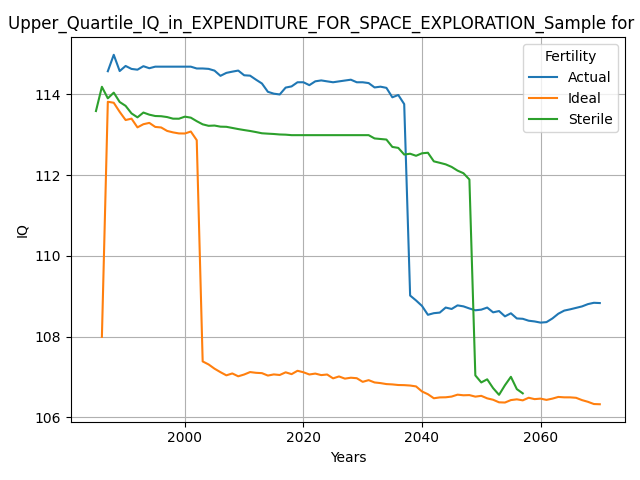 Upper_Quartile_IQ_in_EXPENDITURE_FOR_SPACE_EXPLORATION_Sample for
Fertility
Actual
Ideal
Sterile
114
112
110
108
106
IQ
2000 2020 2040 2060
Years